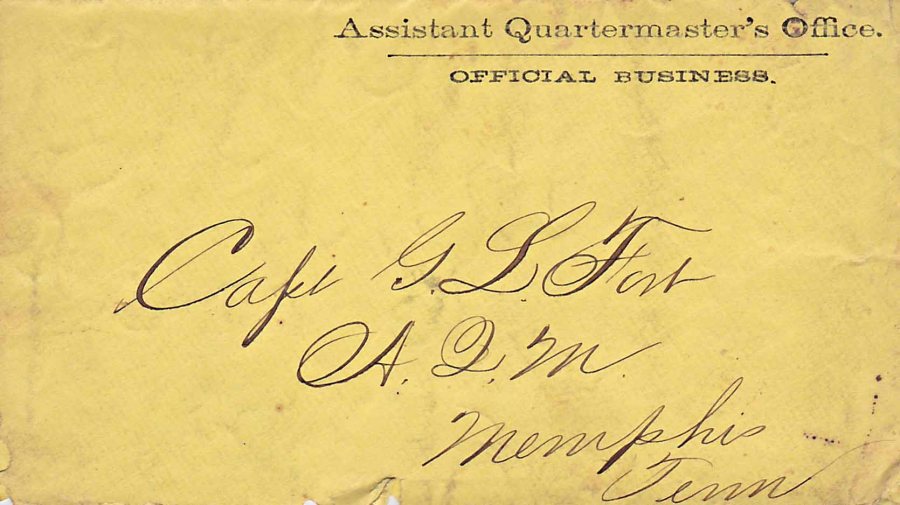 Assistant Quartermaster's Office.
OFFICIAL BUSINESS.
Capt G. L. Fort
A. Q. M.
Memphis
Tenn